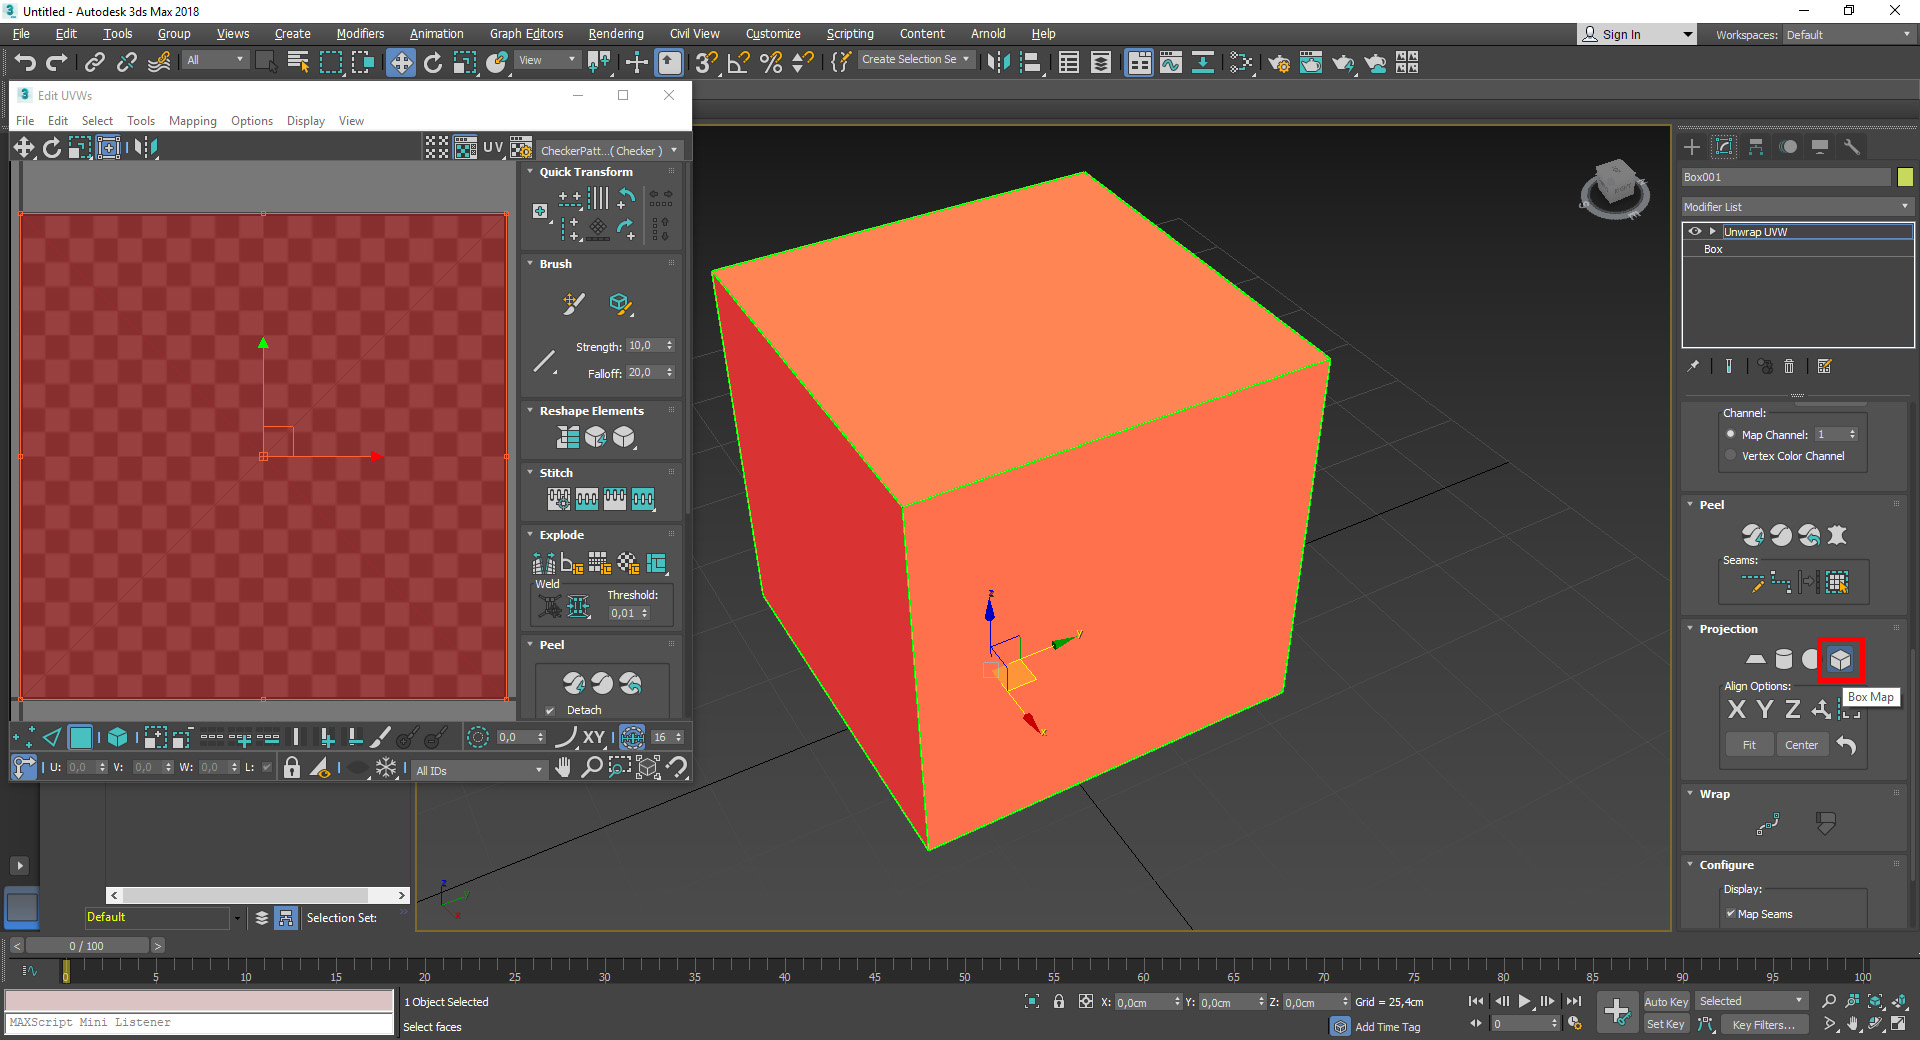 Untitled - Autodesk 3ds Max 2018
File Edit Tools Group Views Create Modifiers Animation Graph Editors Rendering Civil View Customize Scripting Content Arnold Help
Sign In
Workspaces: Default
All
View
Create Selection Se
Edit UVWs
File Edit Select Tools Mapping Options Display View
UV
CheckerPatt...( Checker )
Quick Transform
Brush
Strength: 10,0
Falloff: 20,0
Reshape Elements
Stitch
Explode
Weld
Threshold:
0,01
Peel
Detach
0,0
XY
16
U: 0,0 V: 0,0 W: 0,0 L:
All IDs
z
y
x
Box001
Modifier List
Unwrap UVW
Box
Channel:
Map Channel: 1
Vertex Color Channel
Peel
Seams:
Projection
Box Map
Align Options:
X Y Z
Fit Center
Wrap
Configure
Display:
Map Seams
Default
Selection Set:
< 0 / 100 >
0 5 10 15 20 25 30 35 40 45 50 55 60 65 70 75 80 85 90 95 100
1 Object Selected
X: 0,0cm Y: 0,0cm Z: 0,0cm Grid = 25,4cm
Auto Key Selected
MAXScript Mini Listener
Select faces
Add Time Tag
0
Set Key Key Filters...